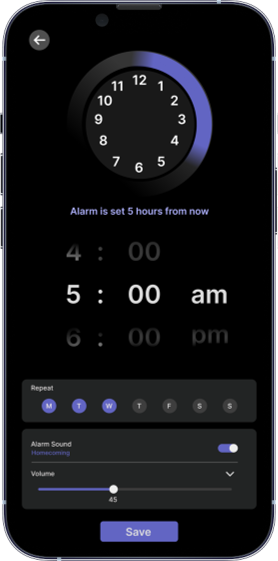 12
11 1
10 2
9 3
8 4
7 5
6
Alarm is set 5 hours from now
4 : 00
5 : 00 am
6 : 00 pm
Repeat
M T W T F S S
Alarm Sound
Homecoming
Volume
45
Save